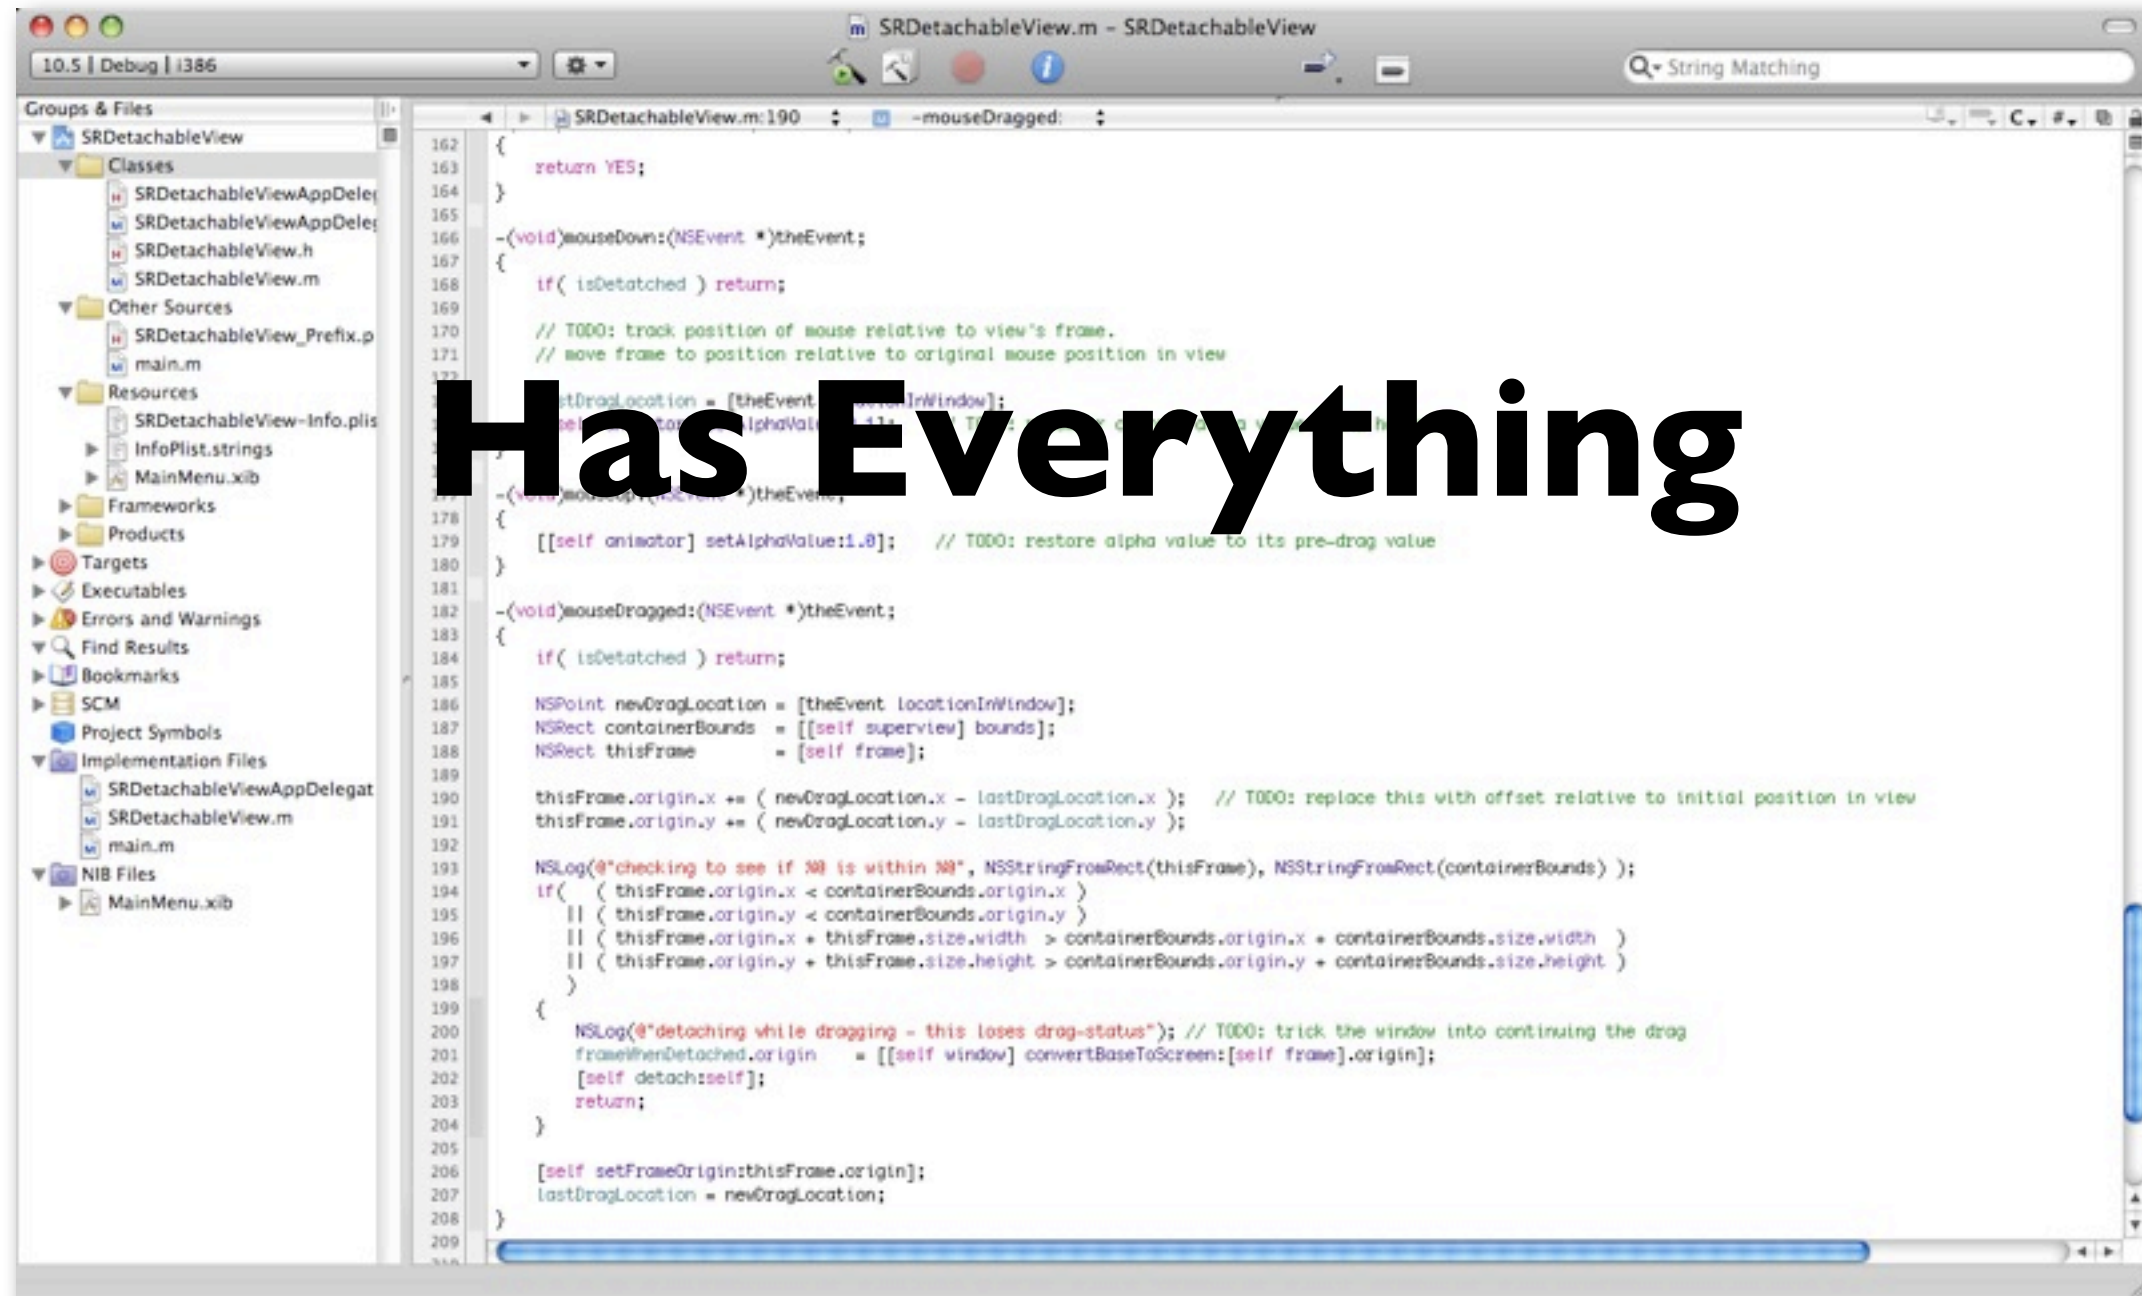 SRDetachableView.m – SRDetachableView
10.5 | Debug | i386
String Matching
Groups & Files
SRDetachableView
Classes
SRDetachableViewAppDeleg
SRDetachableViewAppDeleg
SRDetachableView.h
SRDetachableView.m
Other Sources
SRDetachableView_Prefix.p
main.m
Resources
SRDetachableView-Info.plis
InfoPlist.strings
MainMenu.xib
Frameworks
Products
Targets
Executables
Errors and Warnings
Find Results
Bookmarks
SCM
Project Symbols
Implementation Files
SRDetachableViewAppDelegat
SRDetachableView.m
main.m
NIB Files
MainMenu.xib
SRDetachableView.m:190 -mouseDragged: C, #,
162 {
163 return YES;
164 }
165
166 -(void)mouseDown:(NSEvent *)theEvent;
167 {
168 if( isDetatched ) return;
169
170 // TODO: track position of mouse relative to view's frame.
171 // move frame to position relative to original mouse position in view
172
stDragLocation = [theEvent InWindow];
Has Everything
*)theEvent;
178 {
179 [[self animator] setAlphaValue:1.0]; // TODO: restore alpha value to its pre-drag value
180 }
181
182 -(void)mouseDragged:(NSEvent *)theEvent;
183 {
184 if( isDetatched ) return;
185
186 NSPoint newDragLocation = [theEvent locationInWindow];
187 NSRect containerBounds = [[self superview] bounds];
188 NSRect thisFrame = [self frame];
189
190 thisFrame.origin.x += ( newDragLocation.x - lastDragLocation.x ); // TODO: replace this with offset relative to initial position in view
191 thisFrame.origin.y += ( newDragLocation.y - lastDragLocation.y );
192
193 NSLog(@"checking to see if %@ is within %@", NSStringFromRect(thisFrame), NSStringFromRect(containerBounds) );
194 if( ( thisFrame.origin.x < containerBounds.origin.x )
195 || ( thisFrame.origin.y < containerBounds.origin.y )
196 || ( thisFrame.origin.x + thisFrame.size.width > containerBounds.origin.x + containerBounds.size.width )
197 || ( thisFrame.origin.y + thisFrame.size.height > containerBounds.origin.y + containerBounds.size.height )
198 )
199 {
200 NSLog(@"detaching while dragging - this loses drag-status"); // TODO: trick the window into continuing the drag
201 frameWhenDetached.origin = [[self window] convertBaseToScreen:[self frame].origin];
202 [self detach:self];
203 return;
204 }
205
206 [self setFrameOrigin:thisFrame.origin];
207 lastDragLocation = newDragLocation;
208 }
209